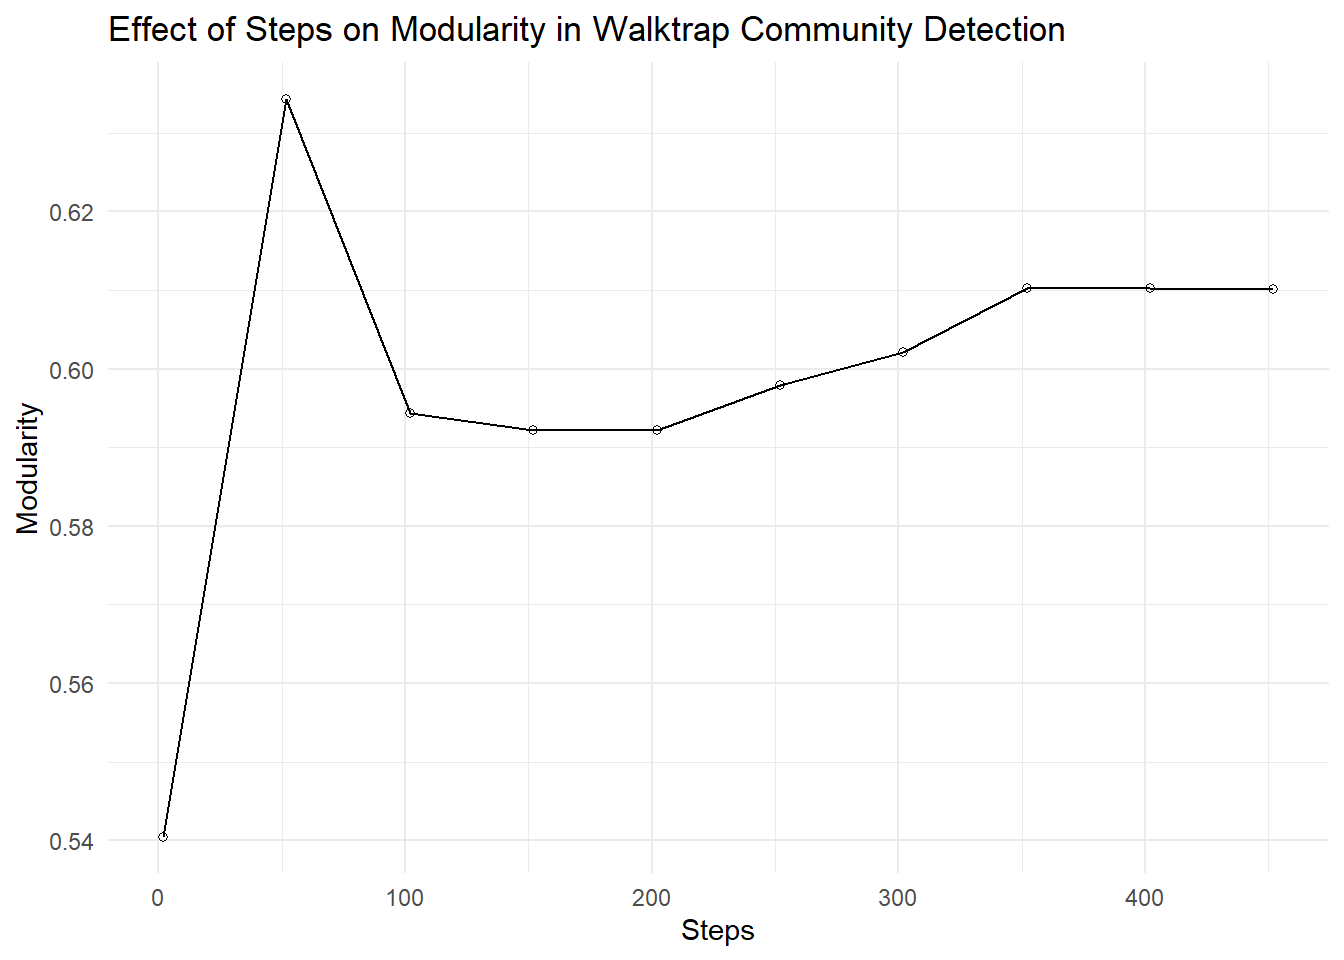 Effect of Steps on Modularity in Walktrap Community Detection
Modularity
0.62
0.60
0.58
0.56
0.54
0 100 200 300 400
Steps